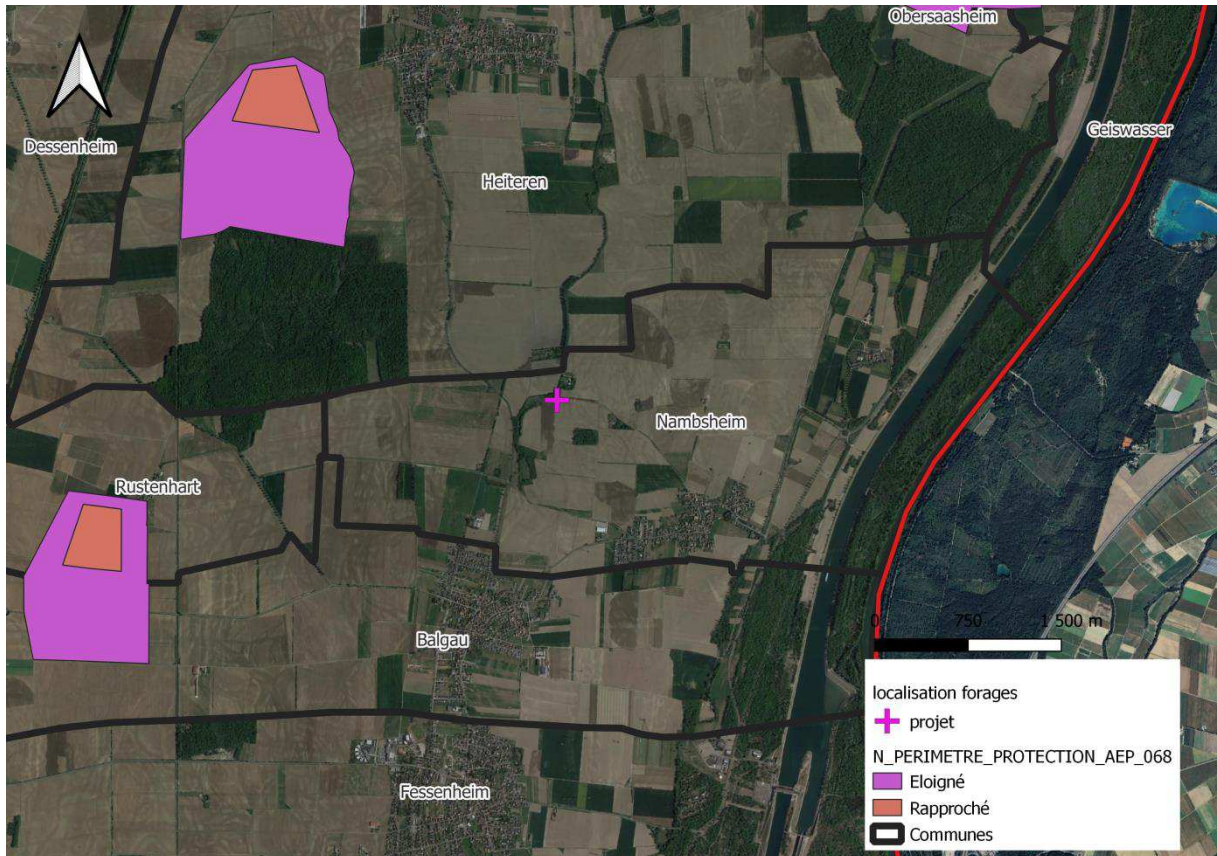 Obersaasheim
Geiswasser
Dessenheim
Heiteren
Nambsheim
Rustenhart
Balgau
Fessenheim
0 750 1 500 m
localisation forages
projet
N_PERIMETRE_PROTECTION_AEP_068
Eloigné
Rapproché
Communes